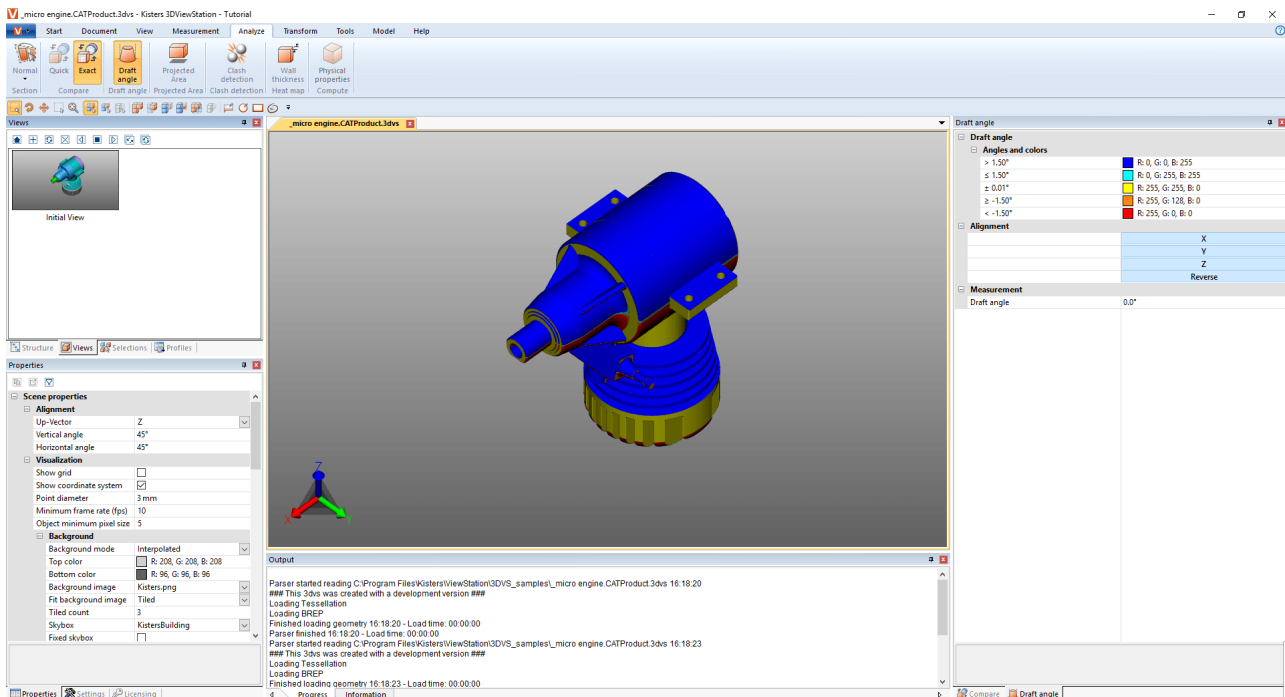 _micro engine.CATProduct.3dvs - Kisters 3DViewStation - Tutorial
Start Document View Measurement Analyze Transform Tools Model Help
Normal Quick Exact Draft angle Projected Area Clash detection Wall thickness Physical properties
Section Compare Draft angle Projected Area Clash detection Heat map Compute
Views
Initial View
Structure Views Selections Profiles
Properties
Scene properties
Alignment
Up-Vector Z
Vertical angle 45°
Horizontal angle 45°
Visualization
Show grid
Show coordinate system
Point diameter 3 mm
Minimum frame rate (fps) 10
Object minimum pixel size 5
Background
Background mode Interpolated
Top color R: 208, G: 208, B: 208
Bottom color R: 96, G: 96, B: 96
Background image Kisters.png
Fit background image Tiled
Tiled count 3
Skybox KistersBuilding
Fixed skybox
Properties Settings Licensing
_micro engine.CATProduct.3dvs
Z
X
Output
Parser started reading C:\Program Files\Kisters\ViewStation\3DVS_samples\_micro engine.CATProduct.3dvs 16:18:20
### This 3dvs was created with a development version ###
Loading Tessellation
Loading BREP
Finished loading geometry 16:18:20 - Load time: 00:00:00
Parser finished 16:18:20 - Load time: 00:00:00
Parser started reading C:\Program Files\Kisters\ViewStation\3DVS_samples\_micro engine.CATProduct.3dvs 16:18:23
### This 3dvs was created with a development version ###
Loading Tessellation
Loading BREP
Finished loading geometry 16:18:23 - Load time: 00:00:00
Progress Information
Draft angle
Draft angle
Angles and colors
> 1.50° R: 0, G: 0, B: 255
≤ 1.50° R: 0, G: 255, B: 255
± 0.01° R: 255, G: 255, B: 0
≥ -1.50° R: 255, G: 128, B: 0
< -1.50° R: 255, G: 0, B: 0
Alignment
X
Y
Z
Reverse
Measurement
Draft angle 0.0°
Compare Draft angle